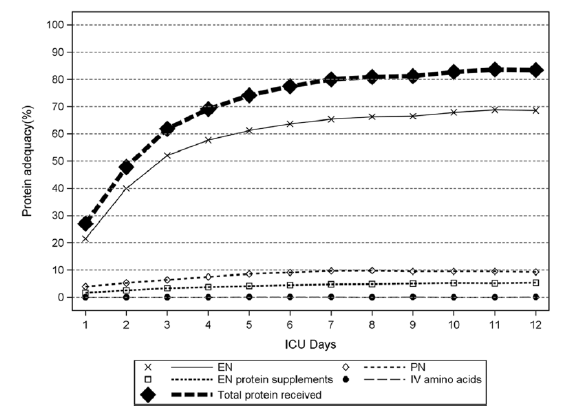 100
90
80
70
60
50
40
30
20
10
0
Protein adequacy(%)
1 2 3 4 5 6 7 8 9 10 11 12
ICU Days
EN PN
EN protein supplements IV amino acids
Total protein received